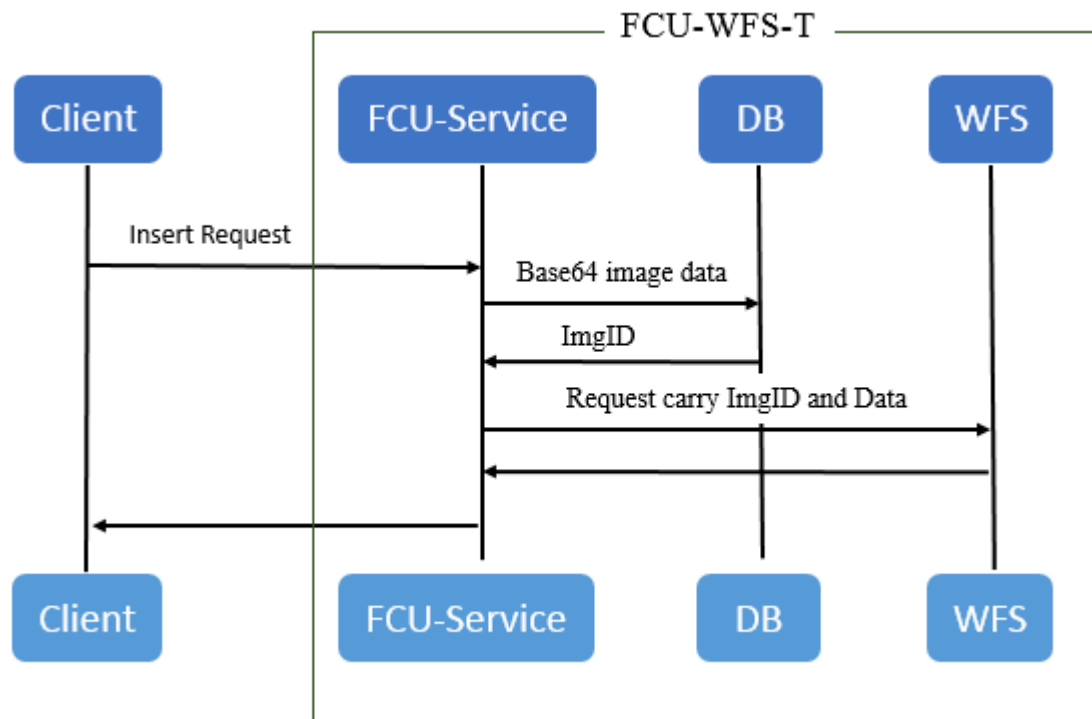 FCU-WFS-T
Client
FCU-Service
DB
WFS
Insert Request
Base64 image data
ImgID
Request carry ImgID and Data
Client
FCU-Service
DB
WFS